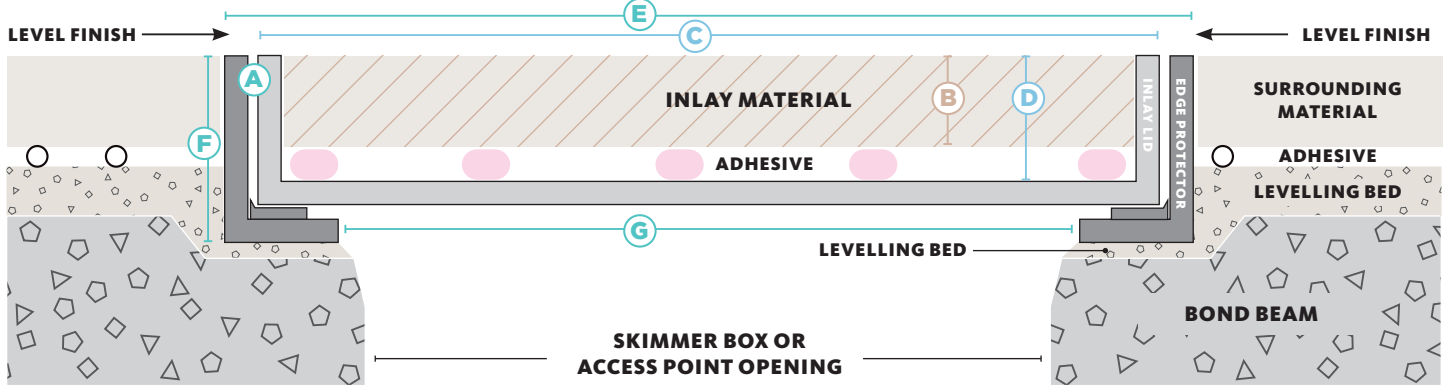 E
LEVEL FINISH
C
LEVEL FINISH
A
INLAY MATERIAL
B
D
INLAY LID
EDGE PROTECTOR
SURROUNDING
MATERIAL
F
ADHESIVE
ADHESIVE
LEVELLING BED
G
LEVELLING BED
BOND BEAM
SKIMMER BOX OR
ACCESS POINT OPENING